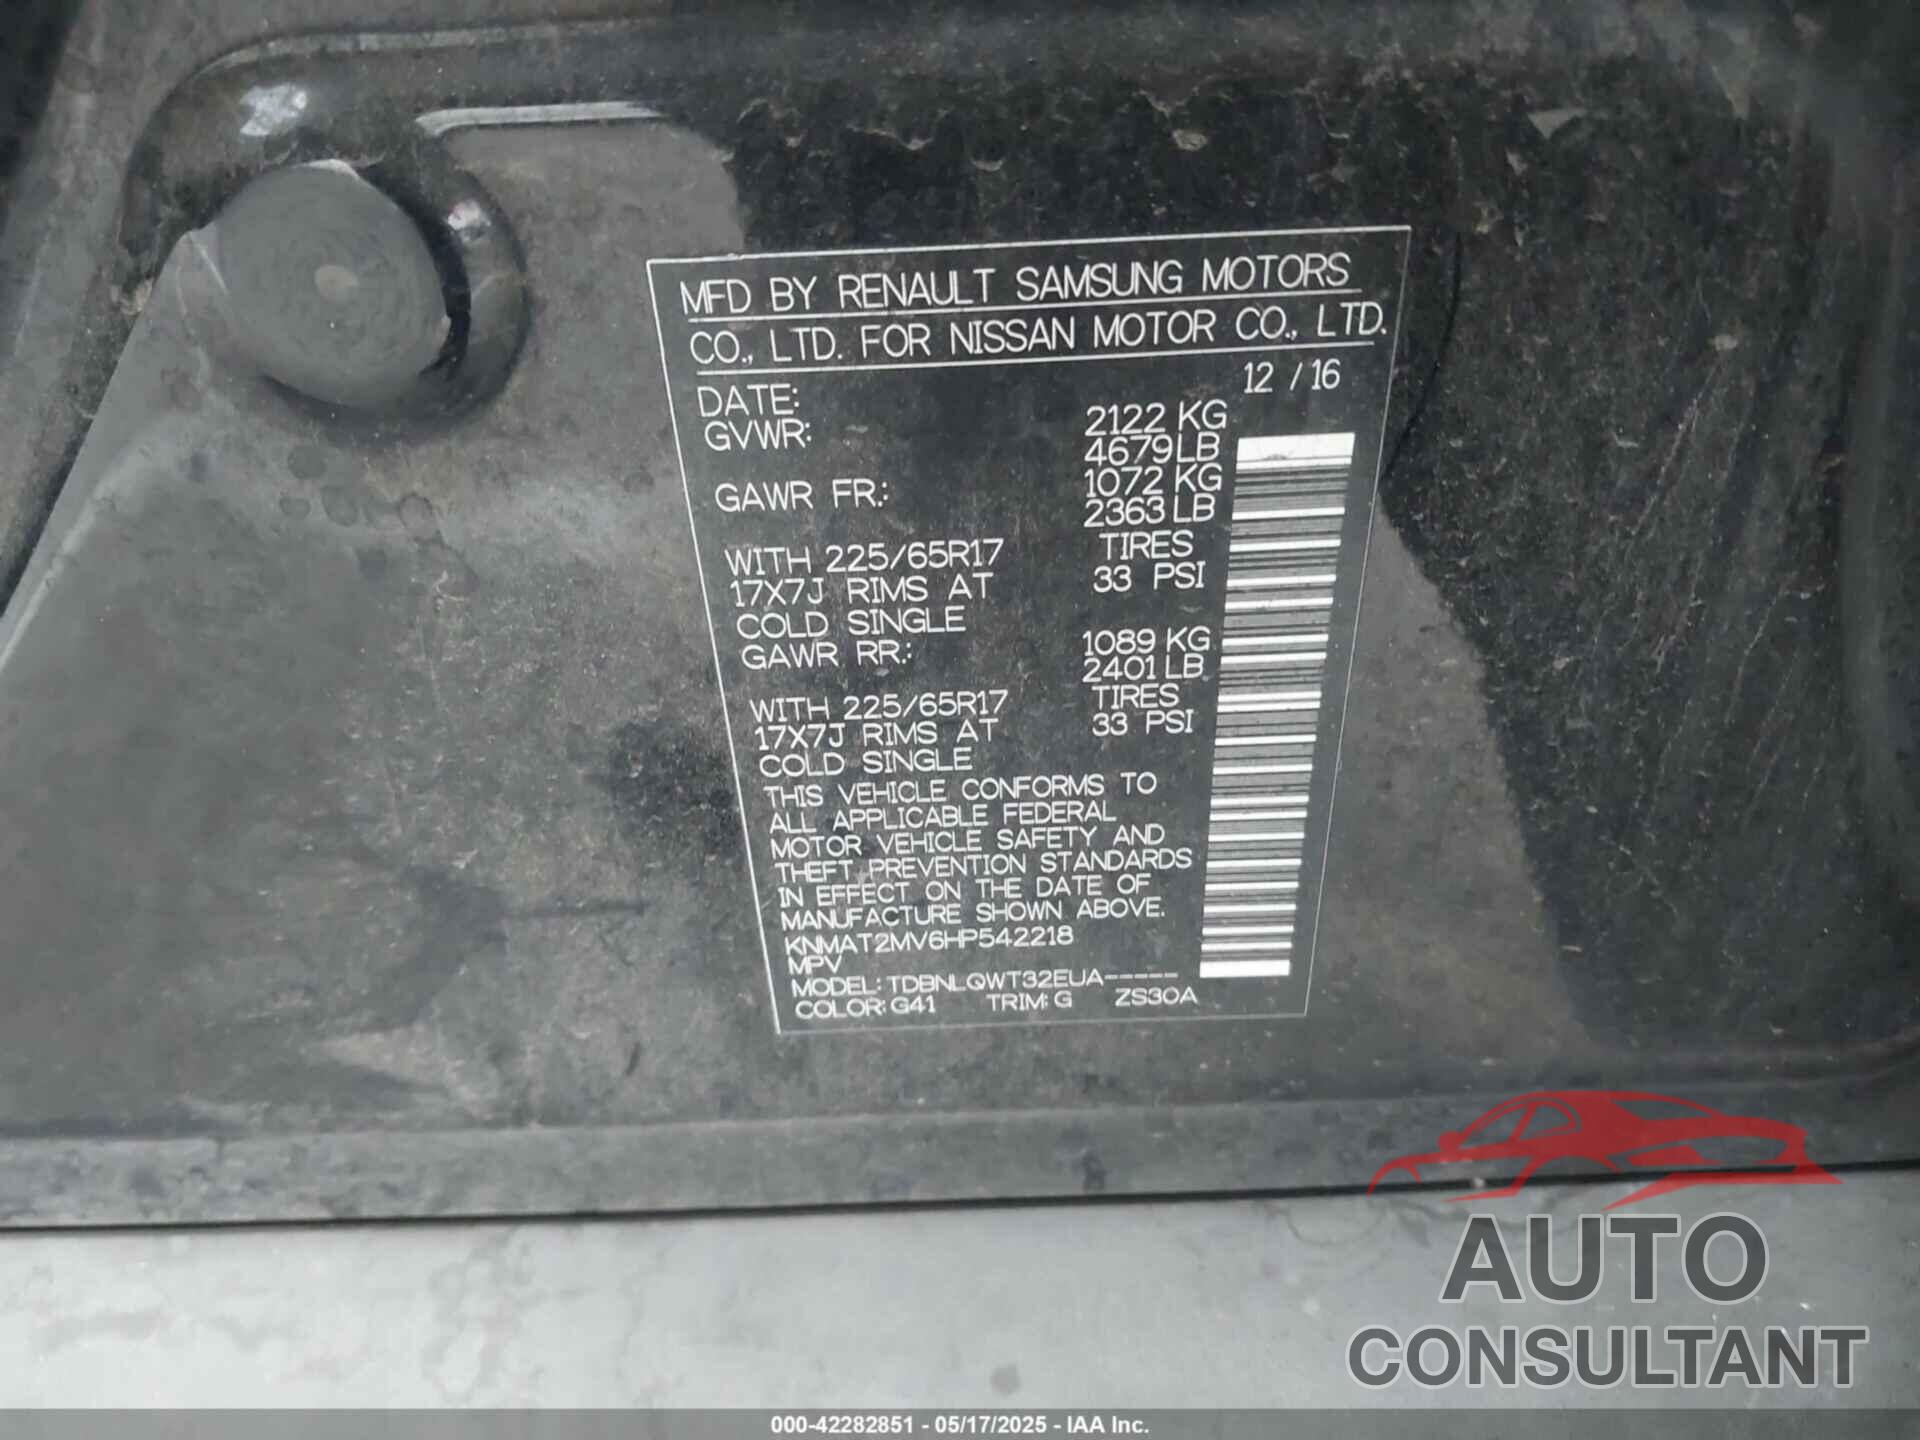 MFD BY RENAULT SAMSUNG MOTORS
CO., LTD. FOR NISSAN MOTOR CO., LTD.
DATE: 12 / 16
GVWR: 2122 KG
4679 LB
GAWR FR.: 1072 KG
2363 LB
WITH 225/65R17 TIRES
17X7J RIMS AT 33 PSI
COLD SINGLE
GAWR RR.: 1089 KG
2401 LB
WITH 225/65R17 TIRES
17X7J RIMS AT 33 PSI
COLD SINGLE
THIS VEHICLE CONFORMS TO
ALL APPLICABLE FEDERAL
MOTOR VEHICLE SAFETY AND
THEFT PREVENTION STANDARDS
IN EFFECT ON THE DATE OF
MANUFACTURE SHOWN ABOVE.
KNMAT2MV6HP542218
MPV
MODEL: TDBNLQWT32EUA-----
COLOR: G41 TRIM: G ZS30A
AUTO
CONSULTANT
000-42282851 - 05/17/2025 - IAA Inc.